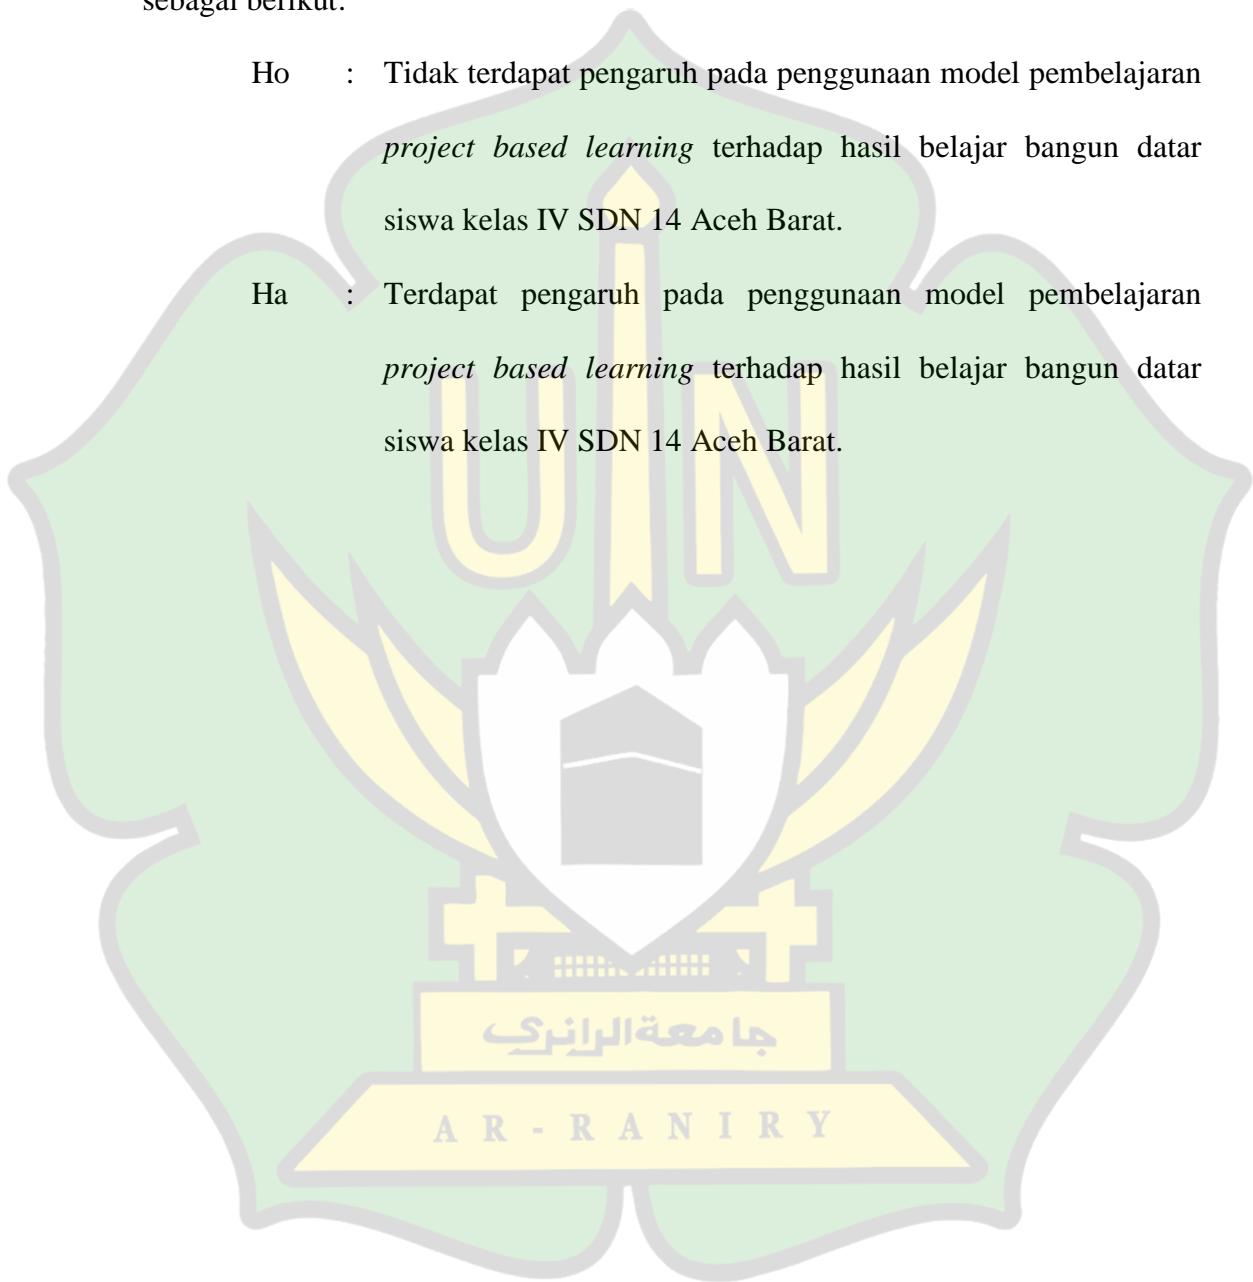 sebagai berikut:
Ho : Tidak terdapat pengaruh pada penggunaan model pembelajaran
project based learning terhadap hasil belajar bangun datar
siswa kelas IV SDN 14 Aceh Barat.
Ha : Terdapat pengaruh pada penggunaan model pembelajaran
project based learning terhadap hasil belajar bangun datar
siswa kelas IV SDN 14 Aceh Barat.
UIN
جامعةالرانري
AR-RANIRY